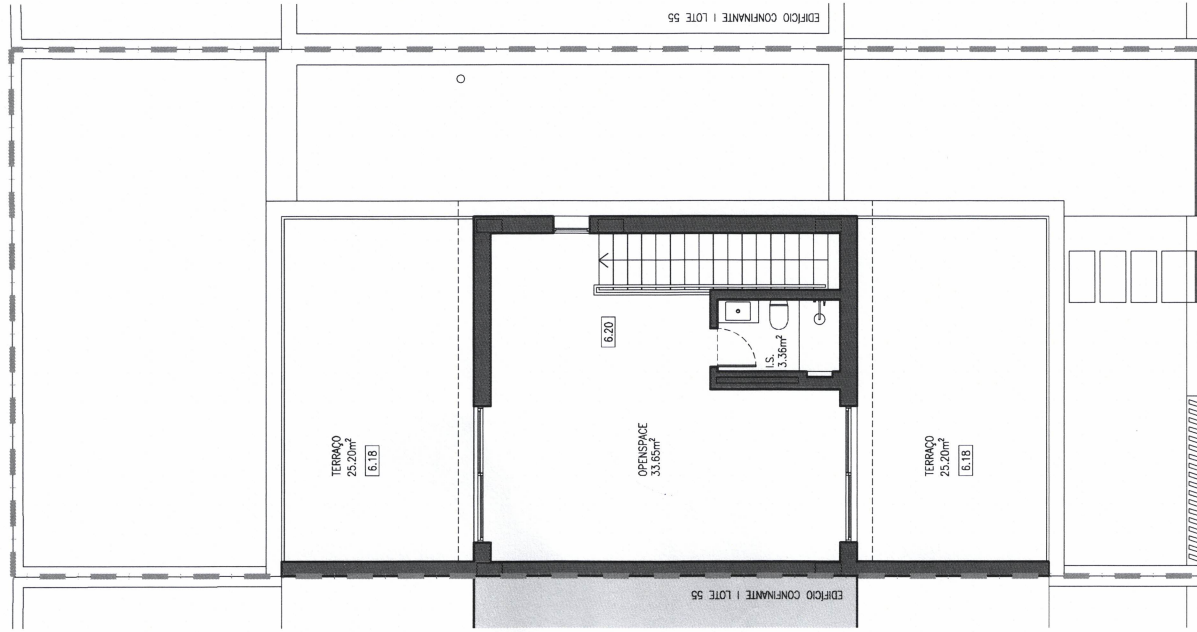 EDIFÍCIO CONFINANTE | LOTE 55
6.20
I.S.
3.36m²
TERRAÇO
25.20m²
6.18
OPENSPACE
33.65m²
TERRAÇO
25.20m²
6.18
EDIFÍCIO CONFINANTE | LOTE 55